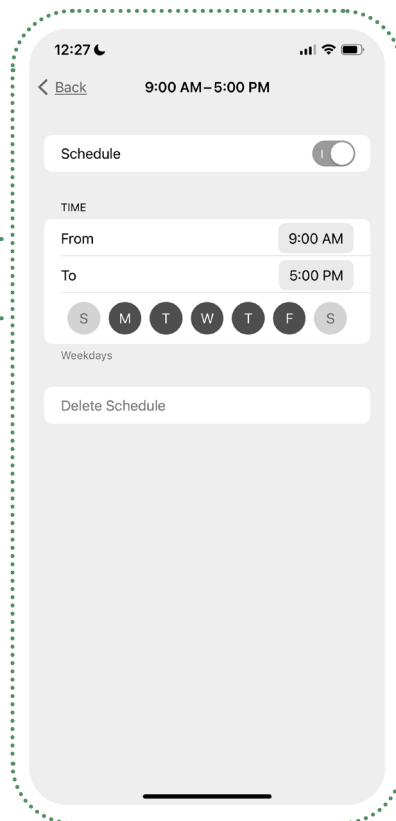 12:27
Back 9:00 AM–5:00 PM
Schedule
TIME
From 9:00 AM
To 5:00 PM
S M T W T F S
Weekdays
Delete Schedule